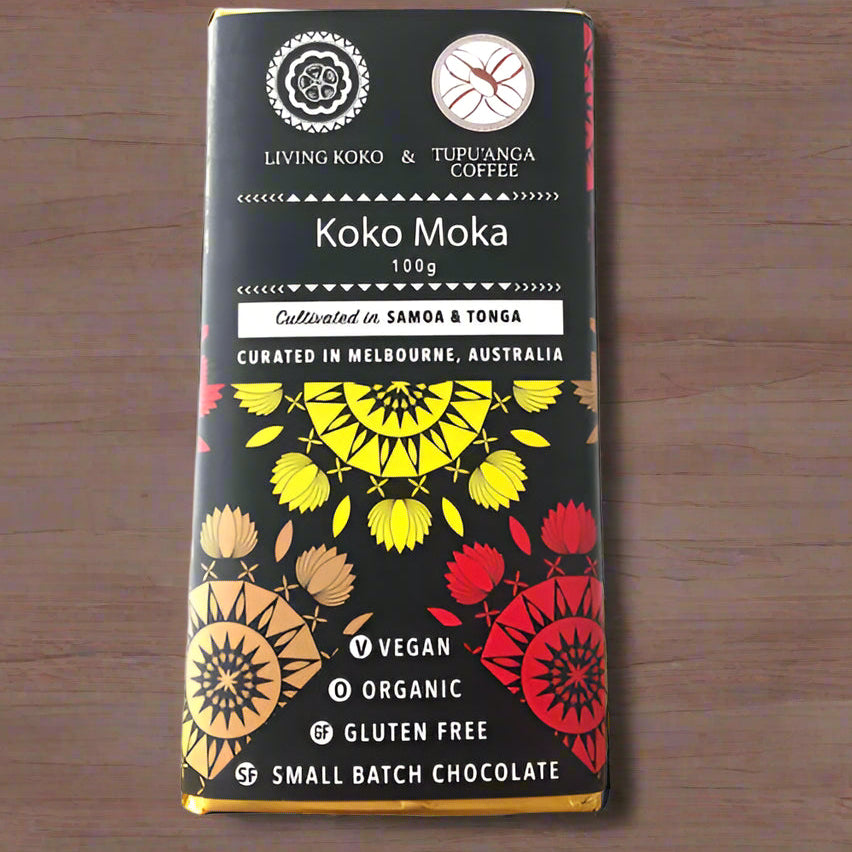 LIVING KOKO & TUPU'ANGA COFFEE
Koko Moka
100g
Cultivated in SAMOA & TONGA
CURATED IN MELBOURNE, AUSTRALIA
V VEGAN
O ORGANIC
GF GLUTEN FREE
SF SMALL BATCH CHOCOLATE